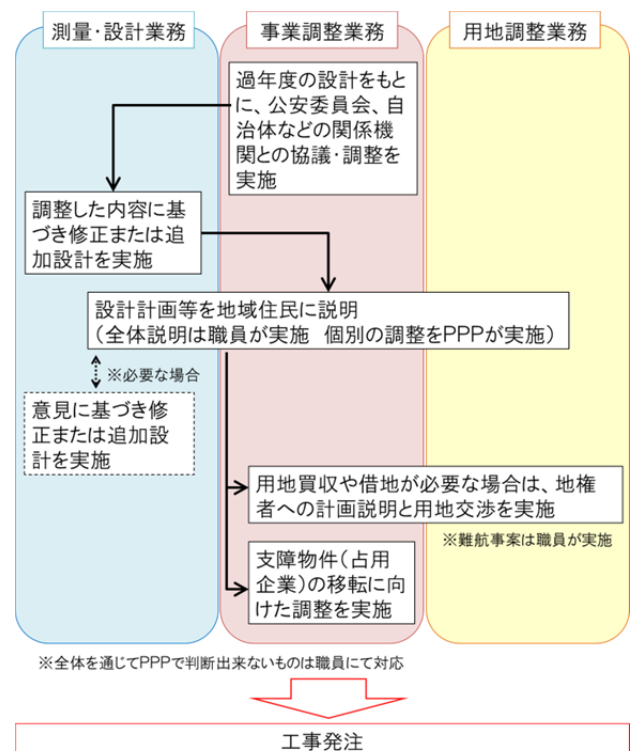 測量・設計業務
事業調整業務
用地調整業務
過年度の設計をもと
に、公安委員会、自
治体などの関係機
関との協議・調整を
実施
調整した内容に基
づき修正または追
加設計を実施
設計計画等を地域住民に説明
（全体説明は職員が実施 個別の調整をPPPが実施）
※必要な場合
意見に基づき修
正または追加設
計を実施
用地買収や借地が必要な場合は、地権
者への計画説明と用地交渉を実施
※難航事案は職員が実施
支障物件（占用
企業）の移転に向
けた調整を実施
※全体を通じてPPPで判断出来ないものは職員にて対応
工事発注